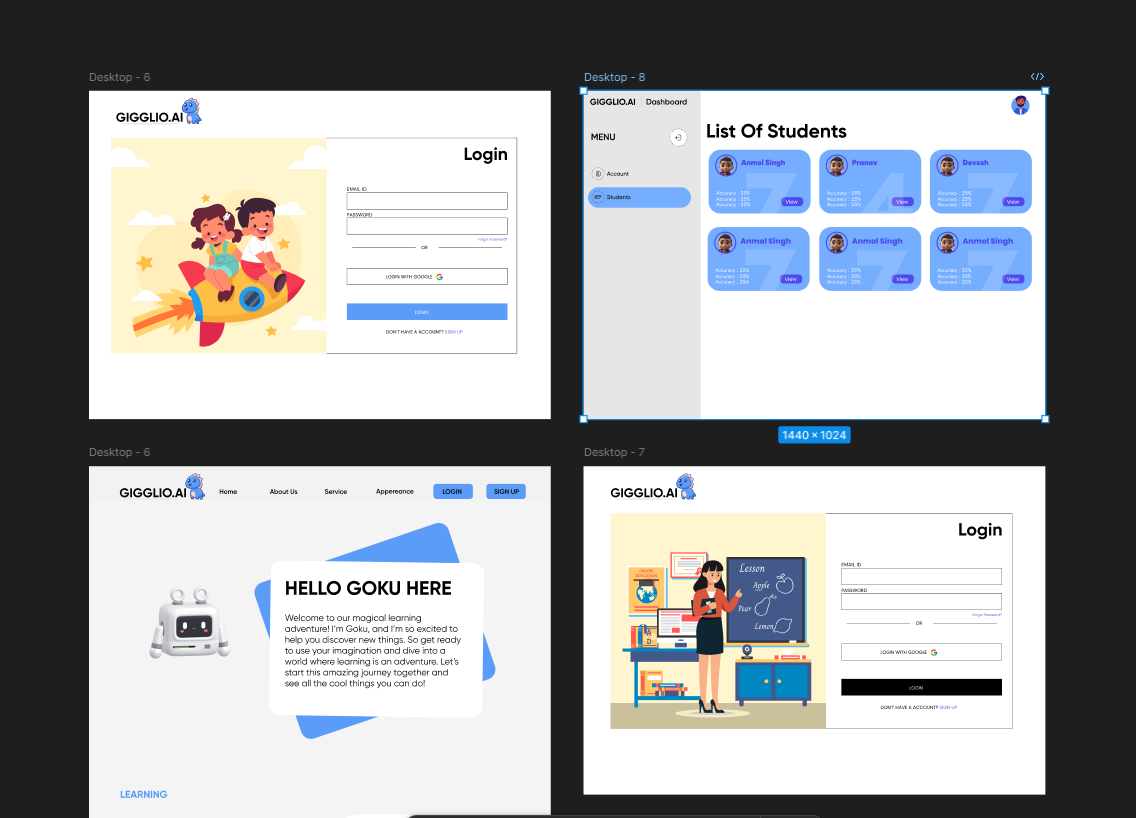 Desktop - 6
GIGGLIO.AI
Login
EMAIL ID
PASSWORD
Forgot Password?
OR
LOGIN WITH GOOGLE
LOGIN
DON'T HAVE A ACCOUNT? SIGN UP
Desktop - 8
</>
GIGGLIO.AI Dashboard
MENU
Account
Students
List Of Students
Anmol Singh
7
Accuracy : 25%
Accuracy : 25%
Accuracy : 25%
View
Pranav
4
Accuracy : 25%
Accuracy : 25%
Accuracy : 25%
View
Devesh
7
Accuracy : 25%
Accuracy : 25%
Accuracy : 25%
View
Anmol Singh
7
Accuracy : 25%
Accuracy : 25%
Accuracy : 25%
View
Anmol Singh
7
Accuracy : 25%
Accuracy : 25%
Accuracy : 25%
View
Anmol Singh
7
Accuracy : 25%
Accuracy : 25%
Accuracy : 25%
View
1440 × 1024
Desktop - 6
GIGGLIO.AI
Home
About Us
Service
Appereance
LOGIN
SIGN UP
HELLO GOKU HERE
Welcome to our magical learning
adventure! I'm Goku, and I'm so excited to
help you discover new things. So get ready
to use your imagination and dive into a
world where learning is an adventure. Let's
start this amazing journey together and
see all the cool things you can do!
LEARNING
Desktop - 7
GIGGLIO.AI
ONLINE
EDUCATION
Lesson
Apple
Pear
Lemon
Login
EMAIL ID
PASSWORD
Forgot Password?
OR
LOGIN WITH GOOGLE
LOGIN
DON'T HAVE A ACCOUNT? SIGN UP